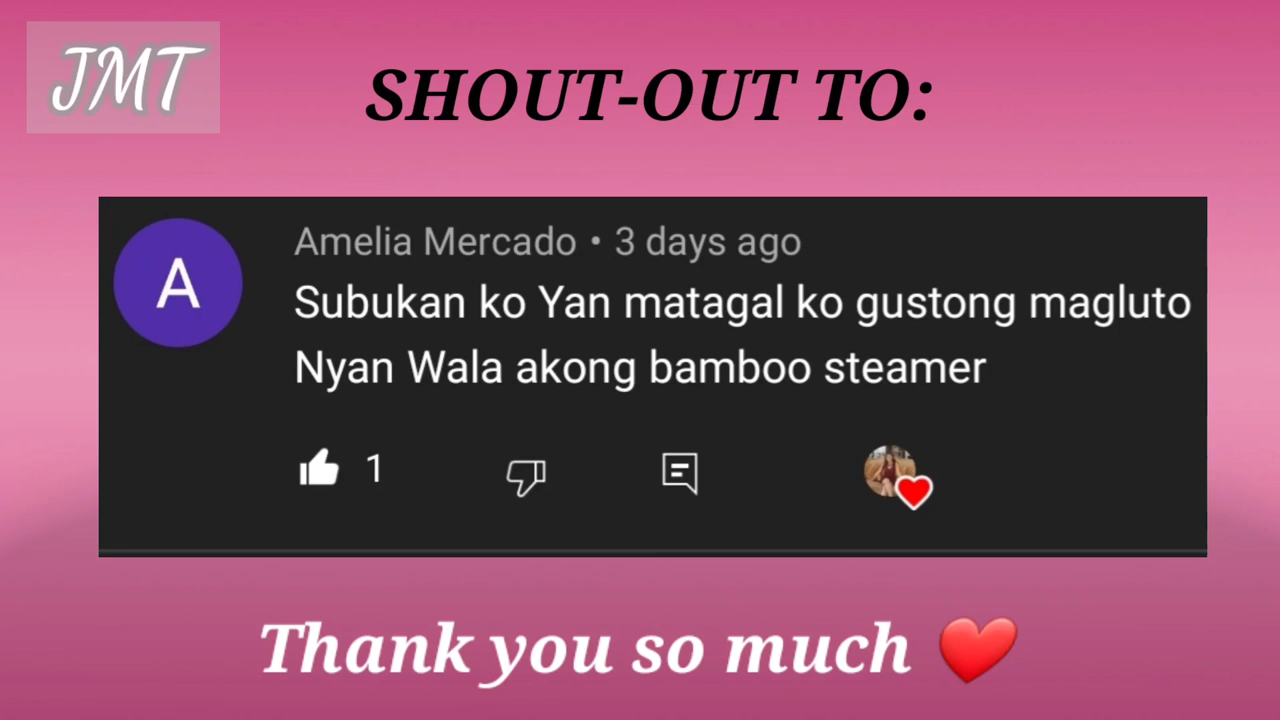 JMT
SHOUT-OUT TO:
A
Amelia Mercado • 3 days ago
Subukan ko Yan matagal ko gustong magluto
Nyan Wala akong bamboo steamer
1
Thank you so much ❤️